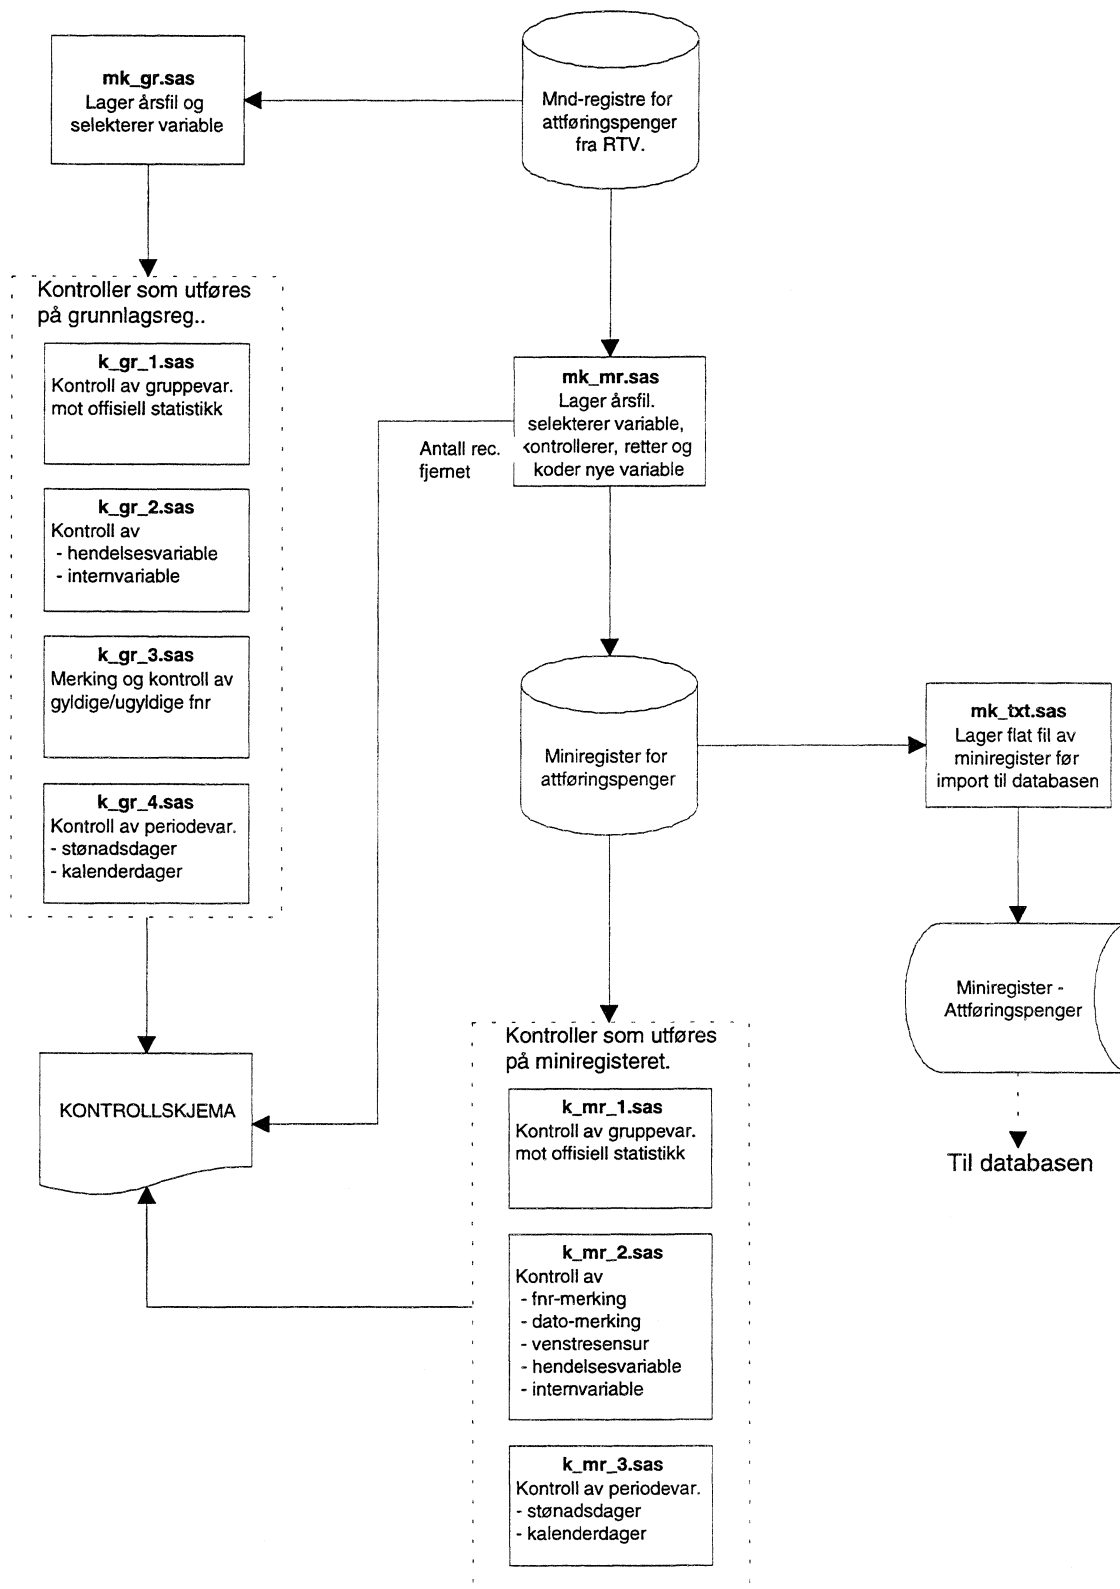 mk_gr.sas
Lager årsfil og
selekterer variable
Mnd-registre for
attføringspenger
fra RTV.
Kontroller som utføres
på grunnlagsreg..
k_gr_1.sas
Kontroll av gruppevar.
mot offisiell statistikk
k_gr_2.sas
Kontroll av
- hendelsesvariable
- internvariable
k_gr_3.sas
Merking og kontroll av
gyldige/ugyldige fnr
k_gr_4.sas
Kontroll av periodevar.
- stønadsdager
- kalenderdager
mk_mr.sas
Lager årsfil.
selekterer variable,
kontrollerer, retter og
koder nye variable
Antall rec.
fjernet
Miniregister for
attføringspenger
mk_txt.sas
Lager flat fil av
miniregister før
import til databasen
Miniregister -
Attføringspenger
Til databasen
KONTROLLSKJEMA
Kontroller som utføres
på miniregisteret.
k_mr_1.sas
Kontroll av gruppevar.
mot offisiell statistikk
k_mr_2.sas
Kontroll av
- fnr-merking
- dato-merking
- venstresensur
- hendelsesvariable
- internvariable
k_mr_3.sas
Kontroll av periodevar.
- stønadsdager
- kalenderdager